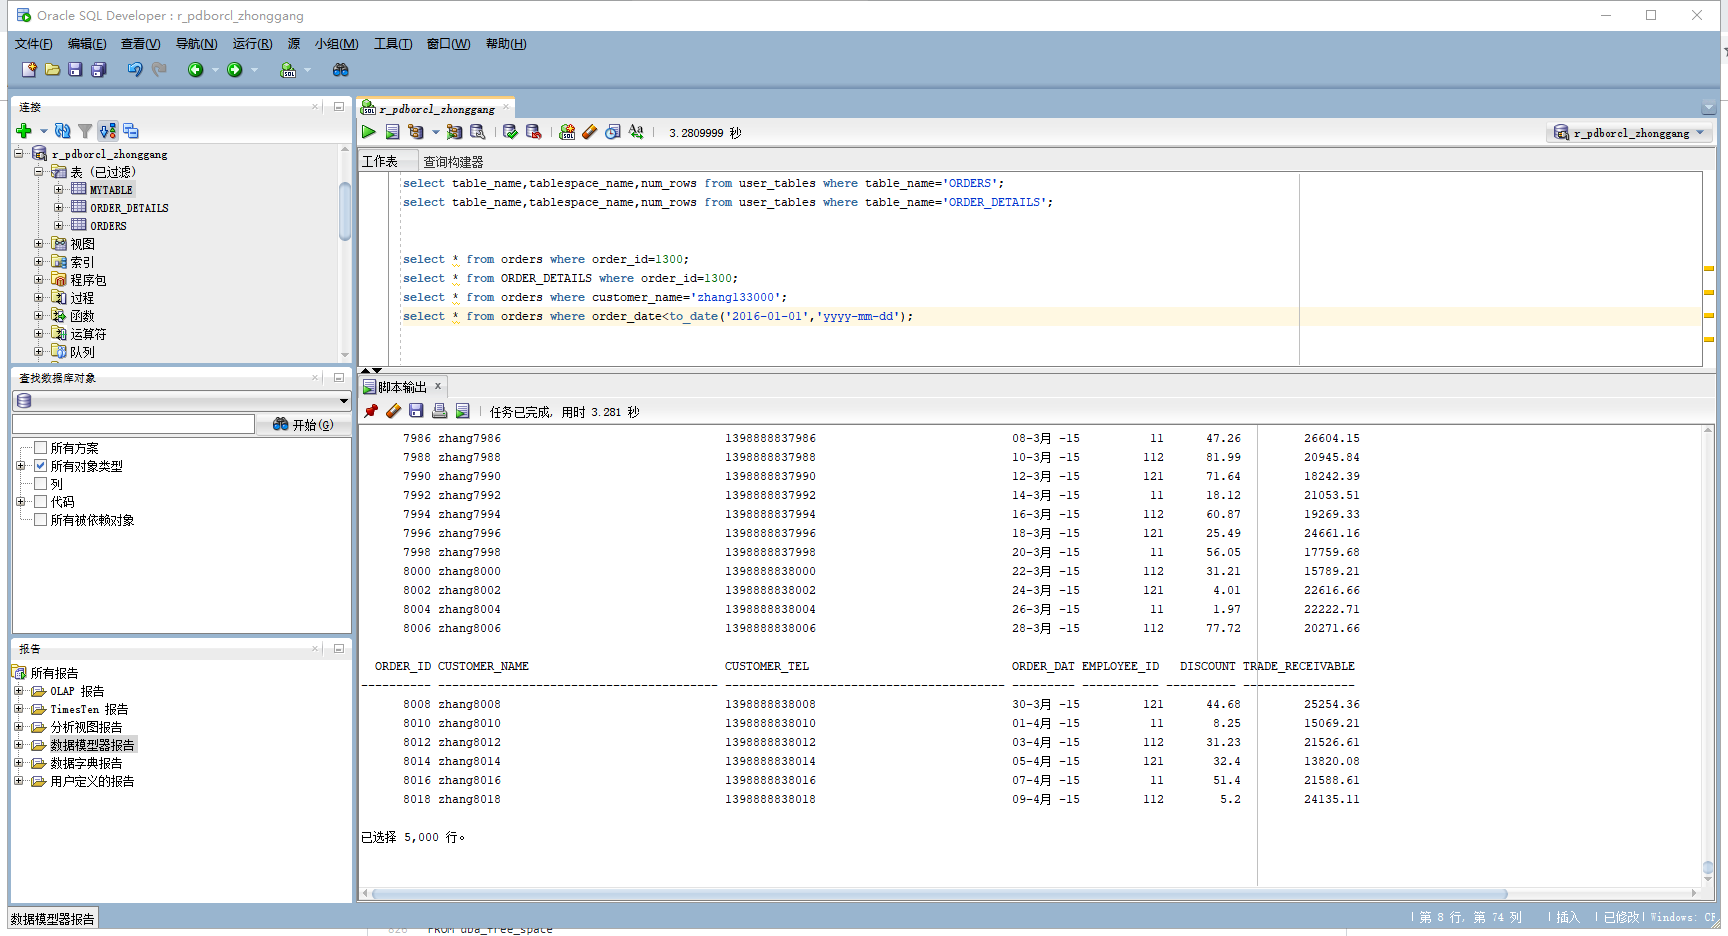 Oracle SQL Developer : r_pdborcl_zhonggang
文件(F) 编辑(E) 查看(V) 导航(N) 运行(R) 源 小组(M) 工具(T) 窗口(W) 帮助(H)
连接
r_pdborcl_zhonggang
表 (已过滤)
MYTABLE
ORDER_DETAILS
ORDERS
视图
索引
程序包
过程
函数
运算符
队列
查找数据库对象
开始(G)
所有方案
所有对象类型
列
代码
所有被依赖对象
报告
所有报告
OLAP 报告
TimesTen 报告
分析视图报告
数据模型器报告
数据字典报告
用户定义的报告
r_pdborcl_zhonggang
3.2809999 秒
r_pdborcl_zhonggang
工作表 查询构建器
select table_name,tablespace_name,num_rows from user_tables where table_name='ORDERS';
select table_name,tablespace_name,num_rows from user_tables where table_name='ORDER_DETAILS';
select * from orders where order_id=1300;
select * from ORDER_DETAILS where order_id=1300;
select * from orders where customer_name='zhang133000';
select * from orders where order_date<to_date('2016-01-01','yyyy-mm-dd');
脚本输出
任务已完成, 用时 3.281 秒
7986 zhang7986 1398888837986 08-3月 -15 11 47.26 26604.15
7988 zhang7988 1398888837988 10-3月 -15 112 81.99 20945.84
7990 zhang7990 1398888837990 12-3月 -15 121 71.64 18242.39
7992 zhang7992 1398888837992 14-3月 -15 11 18.12 21053.51
7994 zhang7994 1398888837994 16-3月 -15 112 60.87 19269.33
7996 zhang7996 1398888837996 18-3月 -15 121 25.49 24661.16
7998 zhang7998 1398888837998 20-3月 -15 11 56.05 17759.68
8000 zhang8000 1398888838000 22-3月 -15 112 31.21 15789.21
8002 zhang8002 1398888838002 24-3月 -15 121 4.01 22616.66
8004 zhang8004 1398888838004 26-3月 -15 11 1.97 22222.71
8006 zhang8006 1398888838006 28-3月 -15 112 77.72 20271.66
ORDER_ID CUSTOMER_NAME CUSTOMER_TEL ORDER_DAT EMPLOYEE_ID DISCOUNT TRADE_RECEIVABLE
8008 zhang8008 1398888838008 30-3月 -15 121 44.68 25254.36
8010 zhang8010 1398888838010 01-4月 -15 11 8.25 15069.21
8012 zhang8012 1398888838012 03-4月 -15 112 31.23 21526.61
8014 zhang8014 1398888838014 05-4月 -15 121 32.4 13820.08
8016 zhang8016 1398888838016 07-4月 -15 11 51.4 21588.61
8018 zhang8018 1398888838018 09-4月 -15 112 5.2 24135.11
已选择 5,000 行。
数据模型器报告
第 8 行, 第 74 列 插入 已修改 Windows: CF